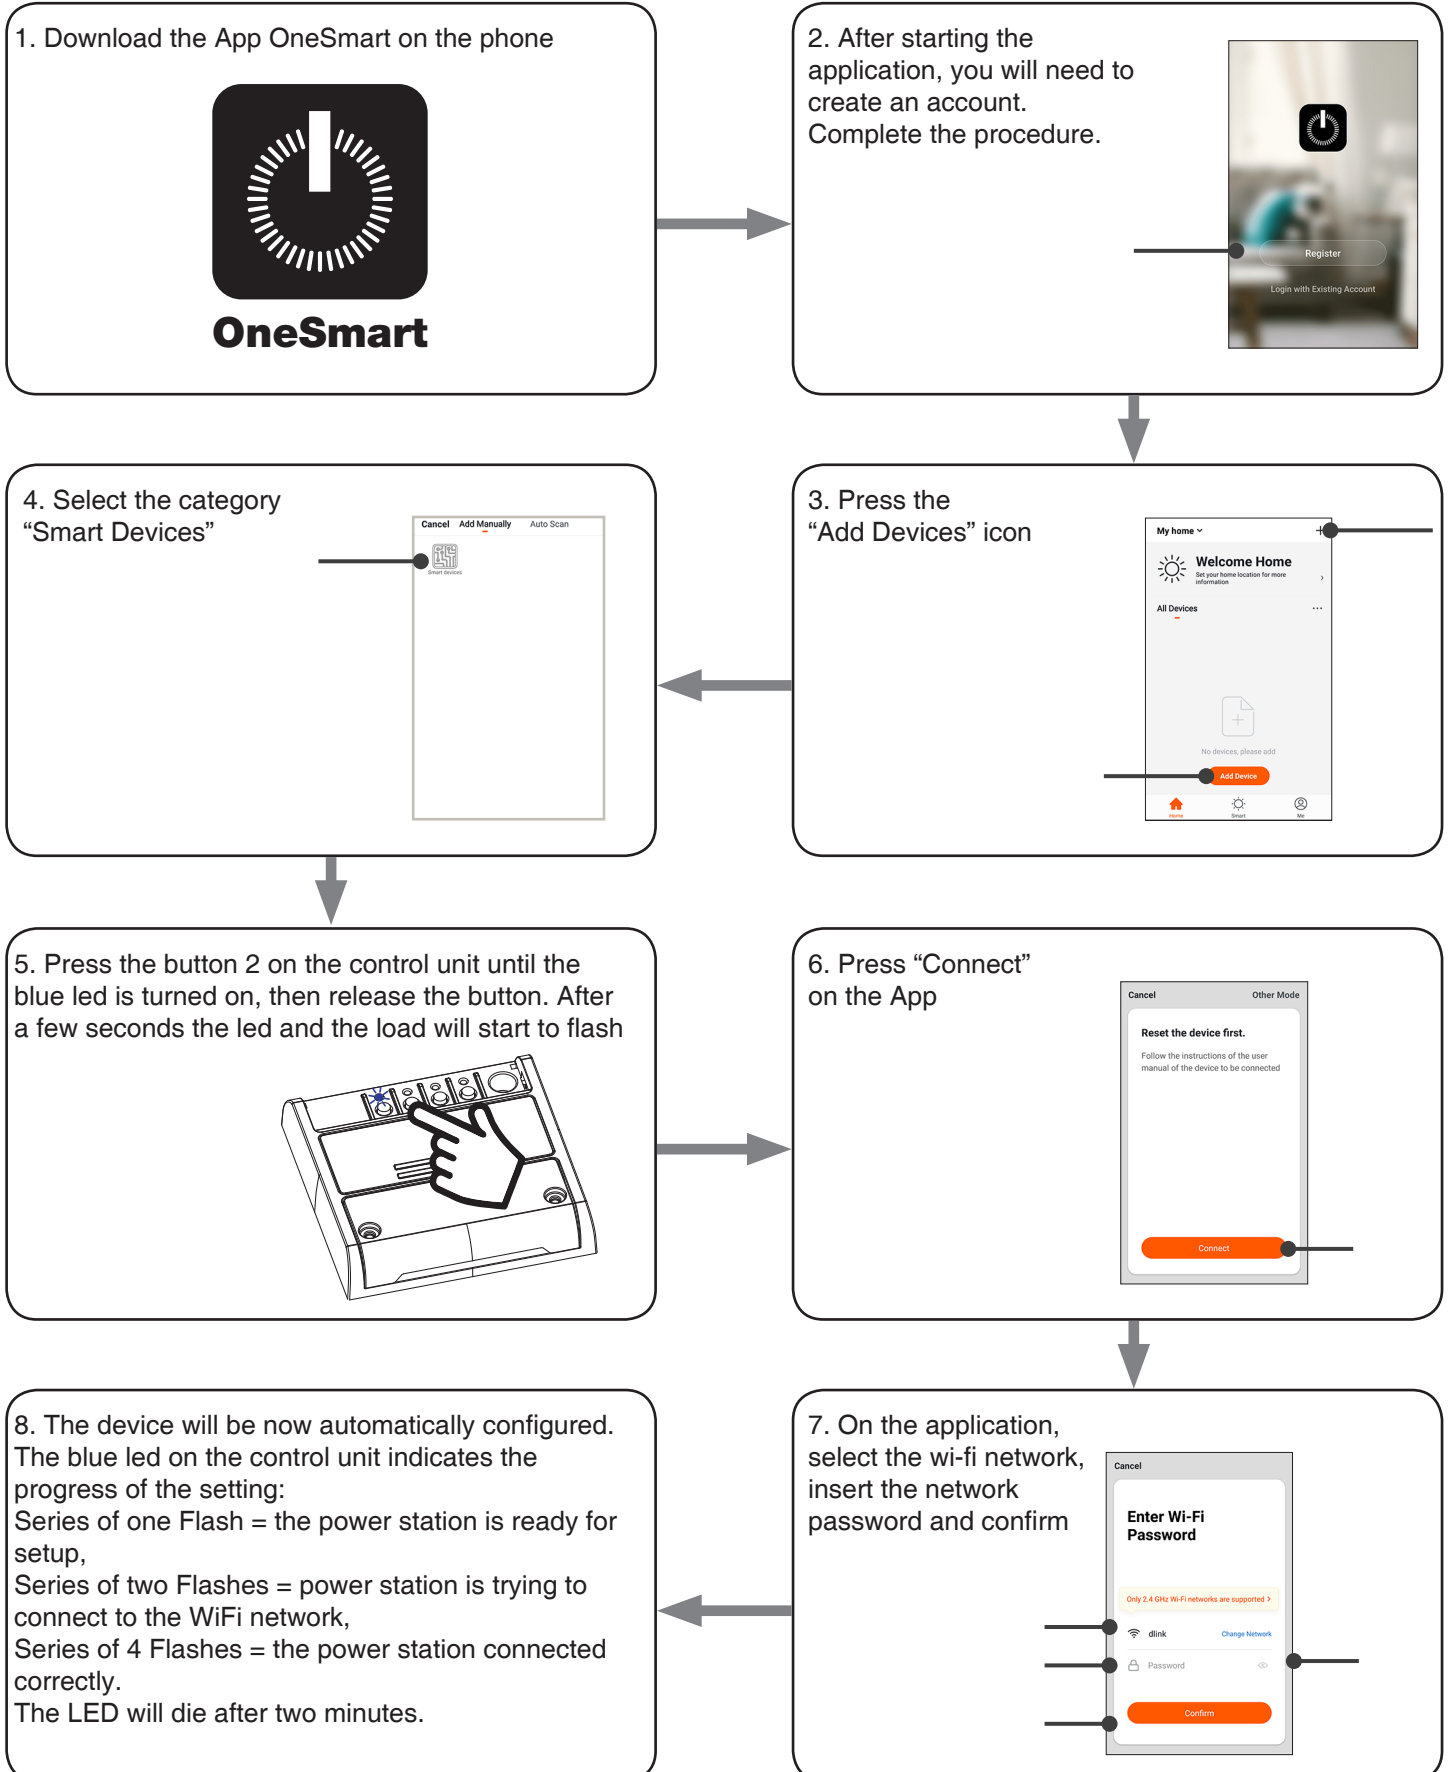 1. Download the App OneSmart on the phone
OneSmart
2. After starting the
application, you will need to
create an account.
Complete the procedure.
Register
Login with Existing Account
3. Press the
“Add Devices” icon
My home
Welcome Home
Set your home location for more
information
All Devices
No devices, please add
Add Device
Home
Smart
Me
4. Select the category
“Smart Devices”
Cancel Add Manually Auto Scan
Smart devices
5. Press the button 2 on the control unit until the
blue led is turned on, then release the button. After
a few seconds the led and the load will start to flash
6. Press “Connect”
on the App
Cancel Other Mode
Reset the device first.
Follow the instructions of the user
manual of the device to be connected
Connect
7. On the application,
select the wi-fi network,
insert the network
password and confirm
Cancel
Enter Wi-Fi
Password
Only 2.4 GHz Wi-Fi networks are supported >
dlink Change Network
Password
Confirm
8. The device will be now automatically configured.
The blue led on the control unit indicates the
progress of the setting:
Series of one Flash = the power station is ready for
setup,
Series of two Flashes = power station is trying to
connect to the WiFi network,
Series of 4 Flashes = the power station connected
correctly.
The LED will die after two minutes.